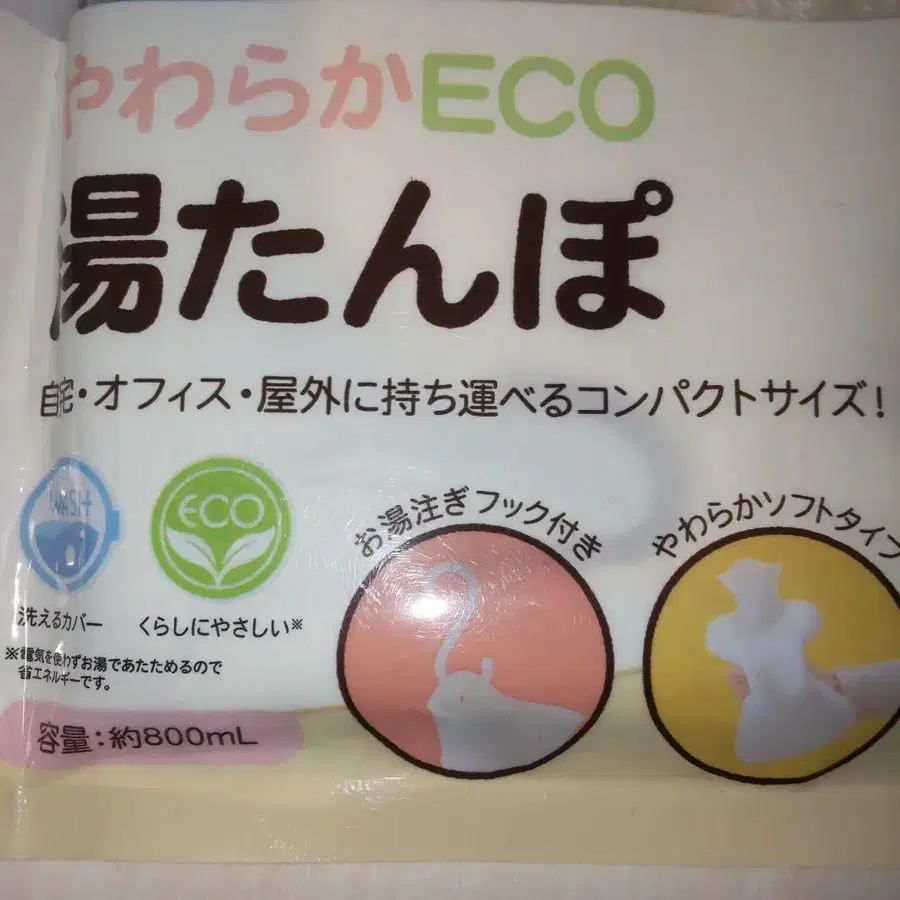 やわらかECO
湯たんぽ
自宅・オフィス・屋外に持ち運べるコンパクトサイズ!
WASH
ECO
お湯注ぎフック付き
やわらかソフトタイプ
洗えるカバー
くらしにやさしい※
※電気を使わずお湯であたためるので
省エネルギーです。
容量:約800mL